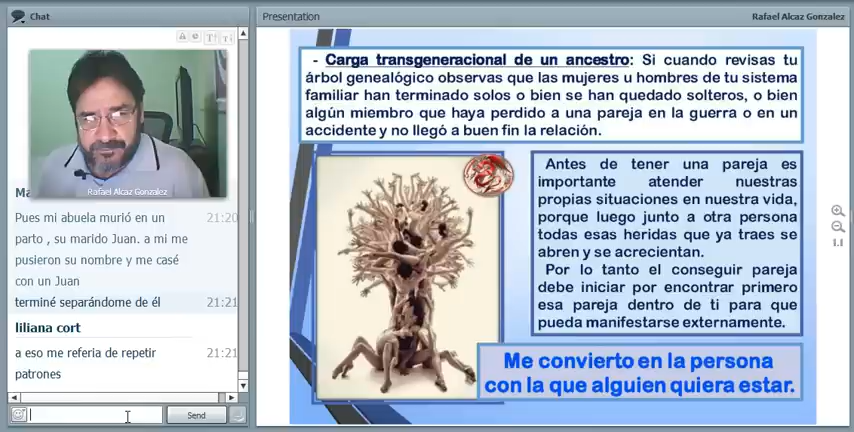 Chat
Rafael Alcaz Gonzalez
Ma
Pues mi abuela murió en un 21:20
parto , su marido Juan. a mi me
pusieron su nombre y me casé
con un Juan
terminé separándome de él 21:21
liliana cort
a eso me referia de repetir 21:21
patrones
Send
Presentation
Rafael Alcaz Gonzalez
- Carga transgeneracional de un ancestro: Si cuando revisas tu
árbol genealógico observas que las mujeres u hombres de tu sistema
familiar han terminado solos o bien se han quedado solteros, o bien
algún miembro que haya perdido a una pareja en la guerra o en un
accidente y no llegó a buen fin la relación.
Antes de tener una pareja es
importante atender nuestras
propias situaciones en nuestra vida,
porque luego junto a otra persona
todas esas heridas que ya traes se
abren y se acrecientan.
Por lo tanto el conseguir pareja
debe iniciar por encontrar primero
esa pareja dentro de ti para que
pueda manifestarse externamente.
Me convierto en la persona
con la que alguien quiera estar.
1:1